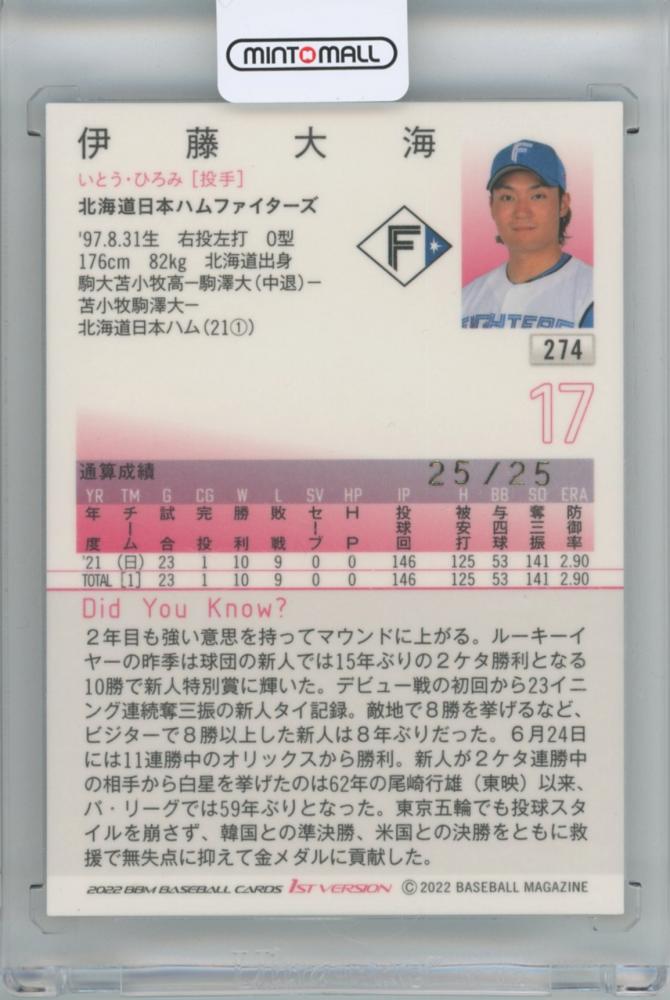 MINTOMALL
伊藤大海
いとう・ひろみ［投手］
北海道日本ハムファイターズ
'97.8.31生 右投左打 O型
176cm 82kg 北海道出身
駒大苫小牧高ー駒澤大(中退)ー
苫小牧駒澤大ー
北海道日本ハム(21①)
F
FIGHTERS
274
17
通算成績 25/25
YR TM G CG W L SV HP IP H BB SO ERA
年度 チーム 試合 完投 勝利 敗戦 セーブ HP 投球回 被安打 与四球 奪三振 防御率
'21 (日) 23 1 10 9 0 0 146 125 53 141 2.90
TOTAL [1] 23 1 10 9 0 0 146 125 53 141 2.90
Did You Know?
２年目も強い意思を持ってマウンドに上がる。ルーキーイ
ヤーの昨季は球団の新人では15年ぶりの２ケタ勝利となる
10勝で新人特別賞に輝いた。デビュー戦の初回から23イニ
ング連続奪三振の新人タイ記録。敵地で８勝を挙げるなど、
ビジターで８勝以上した新人は８年ぶりだった。６月24日
には11連勝中のオリックスから勝利。新人が２ケタ連勝中
の相手から白星を挙げたのは62年の尾崎行雄（東映）以来、
パ・リーグでは59年ぶりとなった。東京五輪でも投球スタ
イルを崩さず、韓国との準決勝、米国との決勝をともに救
援で無失点に抑えて金メダルに貢献した。
2022 BBM BASEBALL CARDS 1ST VERSION ©2022 BASEBALL MAGAZINE